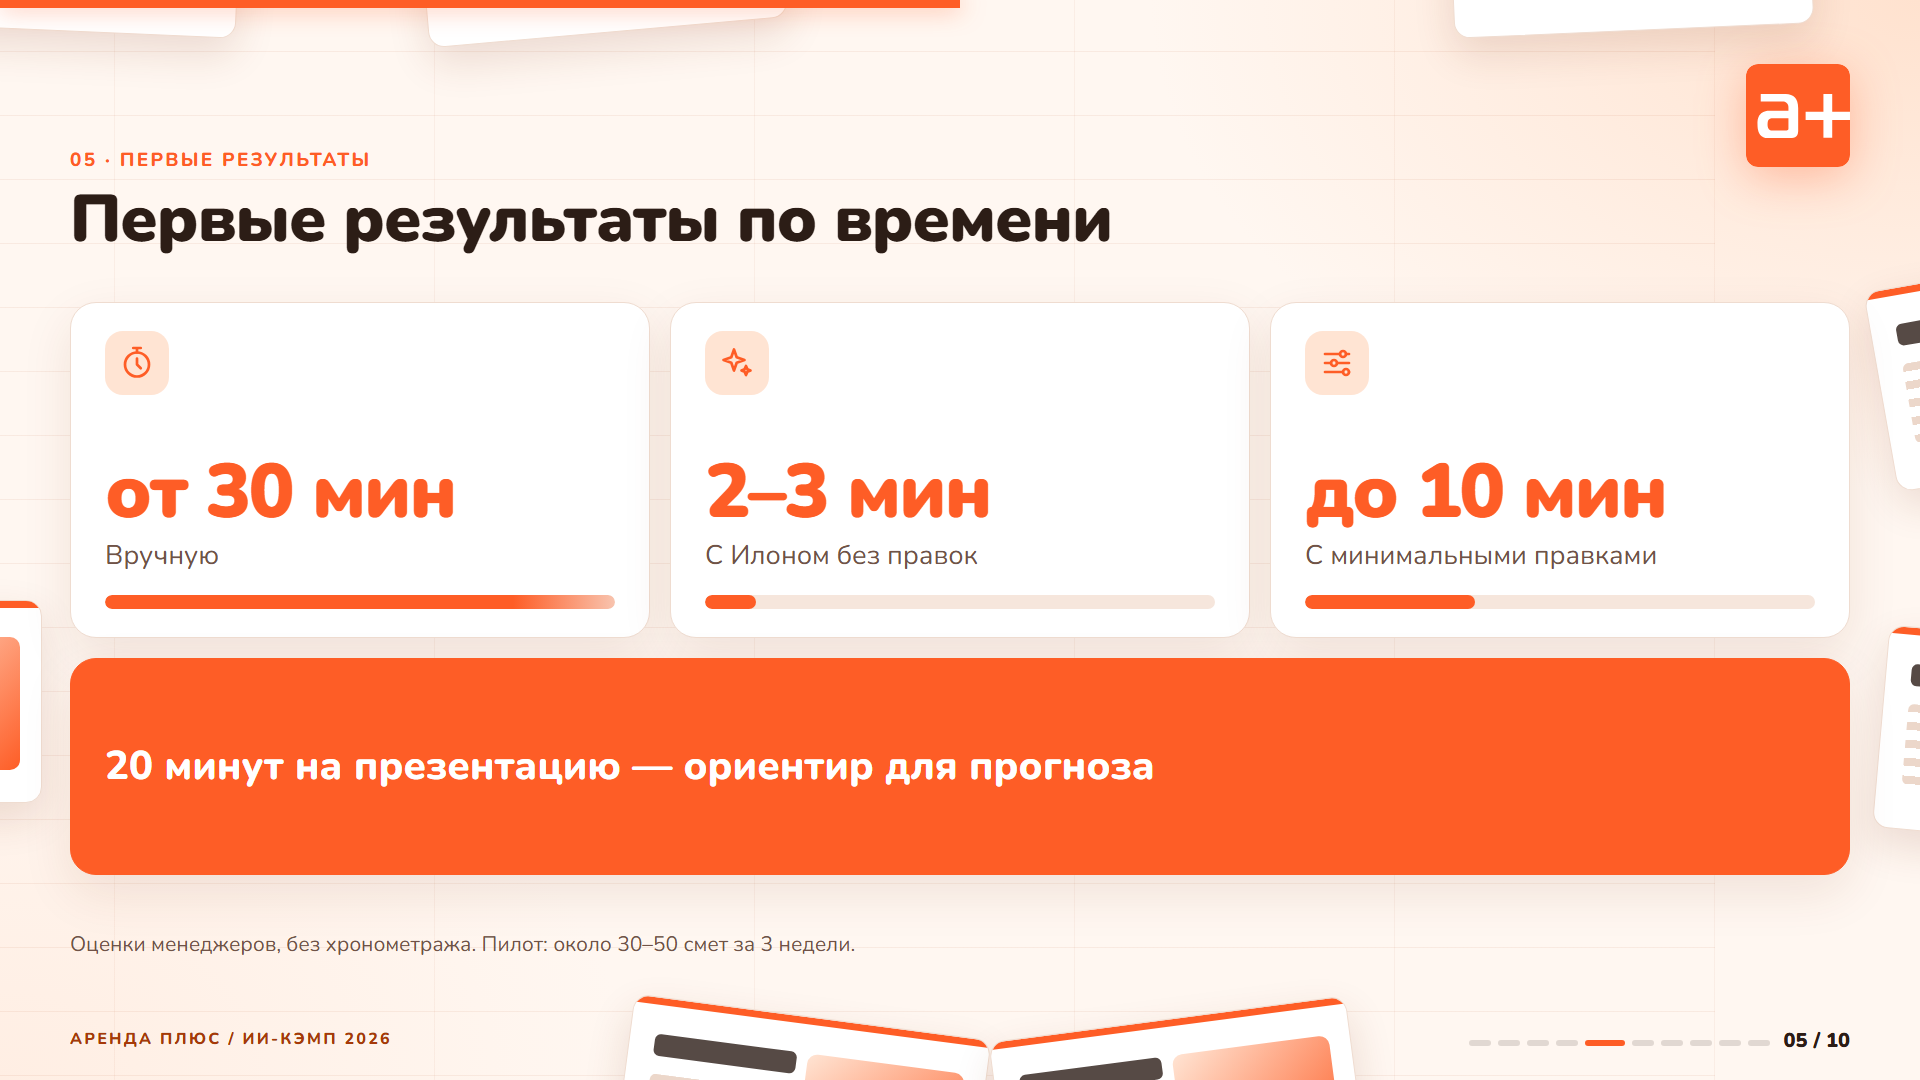 a+
05 · ПЕРВЫЕ РЕЗУЛЬТАТЫ
Первые результаты по времени
от 30 мин
Вручную
2–3 мин
С Илоном без правок
до 10 мин
С минимальными правками
20 минут на презентацию — ориентир для прогноза
Оценки менеджеров, без хронометража. Пилот: около 30–50 смет за 3 недели.
АРЕНДА ПЛЮС / ИИ-КЭМП 2026
05 / 10